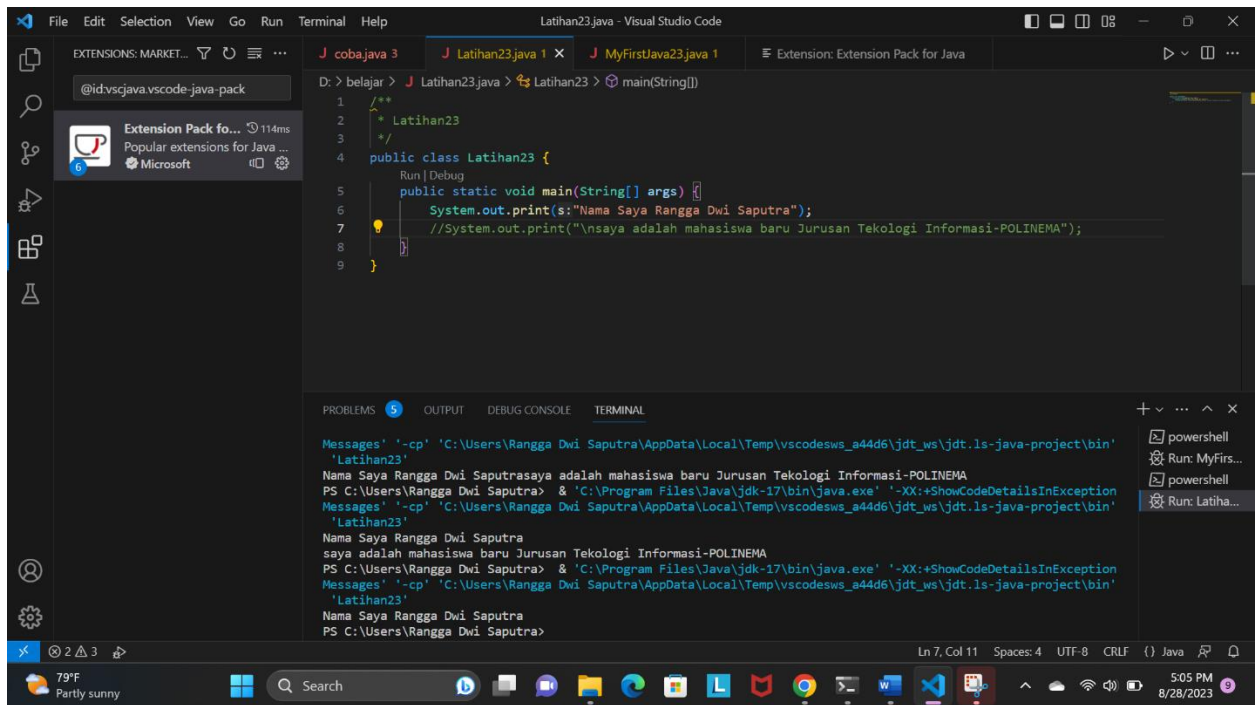 File Edit Selection View Go Run Terminal Help Latihan23.java - Visual Studio Code
EXTENSIONS: MARKET...
@id:vscjava.vscode-java-pack
Extension Pack fo... 114ms
Popular extensions for Java ...
Microsoft
6
coba.java 3 Latihan23.java 1 MyFirstJava23.java 1 Extension: Extension Pack for Java
D: > belajar > J Latihan23.java > Latihan23 > main(String[])
1 /**
2 * Latihan23
3 */
4 public class Latihan23 {
Run | Debug
5 public static void main(String[] args) {
6 System.out.print(s:"Nama Saya Rangga Dwi Saputra");
7 //System.out.print("\nsaya adalah mahasiswa baru Jurusan Tekologi Informasi-POLINEMA");
8 }
9 }
PROBLEMS 5 OUTPUT DEBUG CONSOLE TERMINAL
Messages' '-cp' 'C:\Users\Rangga Dwi Saputra\AppData\Local\Temp\vscodesws_a44d6\jdt_ws\jdt.ls-java-project\bin'
'Latihan23'
Nama Saya Rangga Dwi Saputrasaya adalah mahasiswa baru Jurusan Tekologi Informasi-POLINEMA
PS C:\Users\Rangga Dwi Saputra> & 'C:\Program Files\Java\jdk-17\bin\java.exe' '-XX:+ShowCodeDetailsInException
Messages' '-cp' 'C:\Users\Rangga Dwi Saputra\AppData\Local\Temp\vscodesws_a44d6\jdt_ws\jdt.ls-java-project\bin'
'Latihan23'
Nama Saya Rangga Dwi Saputra
saya adalah mahasiswa baru Jurusan Tekologi Informasi-POLINEMA
PS C:\Users\Rangga Dwi Saputra> & 'C:\Program Files\Java\jdk-17\bin\java.exe' '-XX:+ShowCodeDetailsInException
Messages' '-cp' 'C:\Users\Rangga Dwi Saputra\AppData\Local\Temp\vscodesws_a44d6\jdt_ws\jdt.ls-java-project\bin'
'Latihan23'
Nama Saya Rangga Dwi Saputra
PS C:\Users\Rangga Dwi Saputra>
powershell
Run: MyFirs...
powershell
Run: Latiha...
2 3 Ln 7, Col 11 Spaces: 4 UTF-8 CRLF {} Java
79°F
Partly sunny
Search
5:05 PM
8/28/2023
9